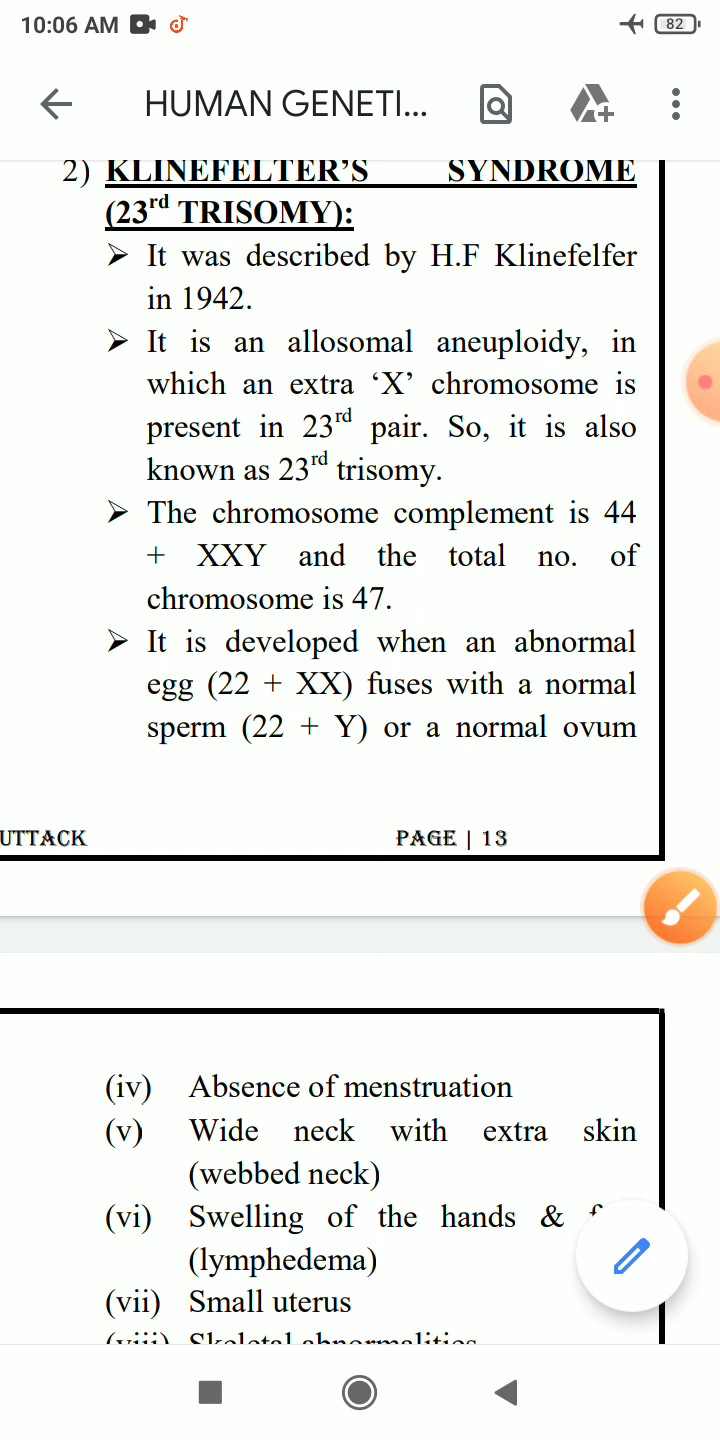 10:06 AM 82
HUMAN GENETI...
2) KLINEFELTER'S SYNDROME
(23rd TRISOMY):
➢ It was described by H.F Klinefelfer
in 1942.
➢ It is an allosomal aneuploidy, in
which an extra ‘X’ chromosome is
present in 23rd pair. So, it is also
known as 23rd trisomy.
➢ The chromosome complement is 44
+ XXY and the total no. of
chromosome is 47.
➢ It is developed when an abnormal
egg (22 + XX) fuses with a normal
sperm (22 + Y) or a normal ovum
UTTACK PAGE | 13
(iv) Absence of menstruation
(v) Wide neck with extra skin
(webbed neck)
(vi) Swelling of the hands &
(lymphedema)
(vii) Small uterus
(viii) Skeletal abnormalities